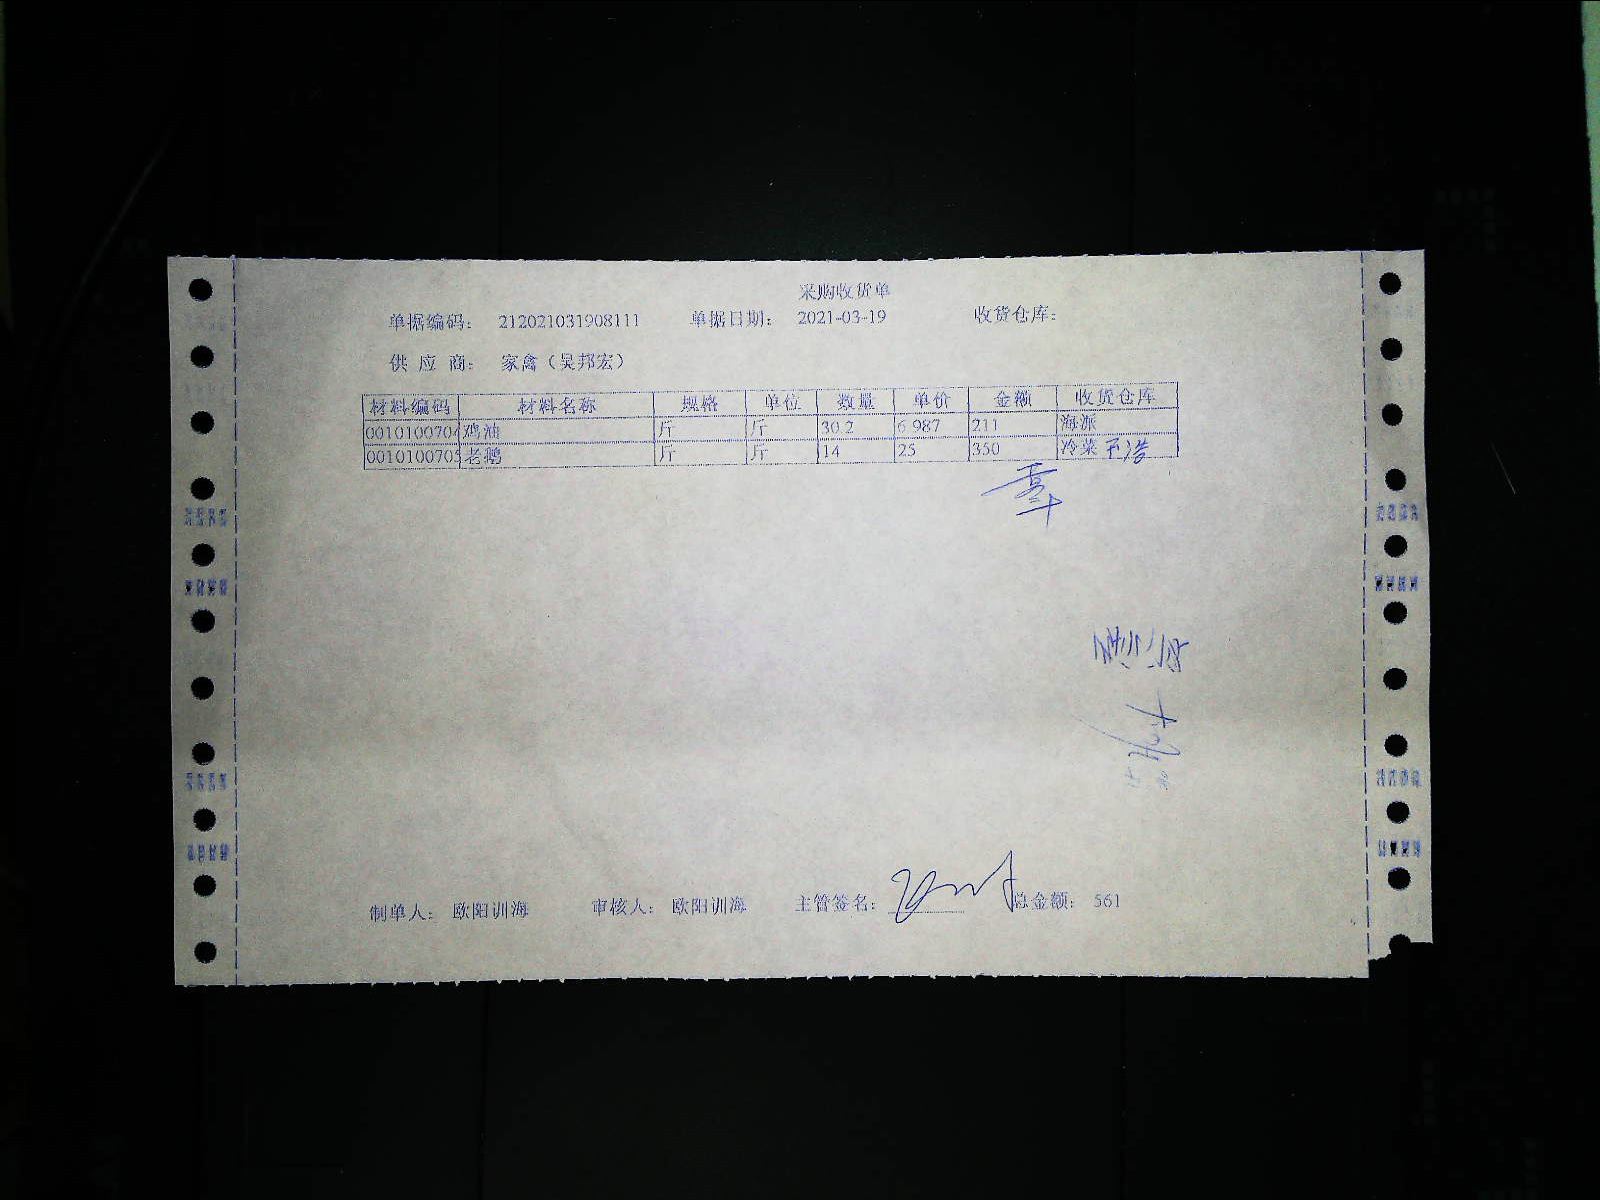 采购收货单
单据编码: 212021031908111 单据日期: 2021-03-19 收货仓库:
供 应 商: 家禽（吴邦宏）
材料编码 材料名称 规格 单位 数量 单价 金额 收货仓库
0010100704 鸡油 斤 斤 30.2 6.987 211 海派
0010100705 老鹅 斤 斤 14 25 350 冷菜 王浩
制单人: 欧阳训海 审核人: 欧阳训海 主管签名: 总金额: 561